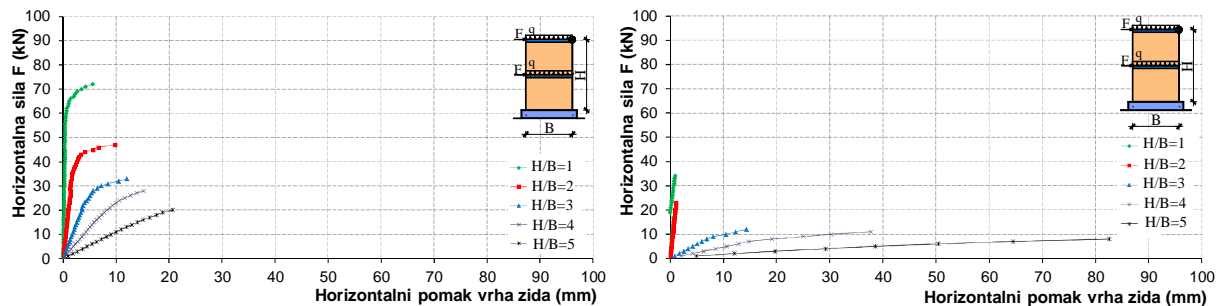 Horizontalna sila F (kN)
100
90
80
70
60
50
40
30
20
10
0
0 10 20 30 40 50 60 70 80 90 100
Horizontalni pomak vrha zida (mm)
q
F
q
F
H
B
H/B=1
H/B=2
H/B=3
H/B=4
H/B=5
Horizontalna sila F (kN)
100
90
80
70
60
50
40
30
20
10
0
0 10 20 30 40 50 60 70 80 90 100
Horizontalni pomak vrha zida (mm)
q
F
q
F
H
B
H/B=1
H/B=2
H/B=3
H/B=4
H/B=5